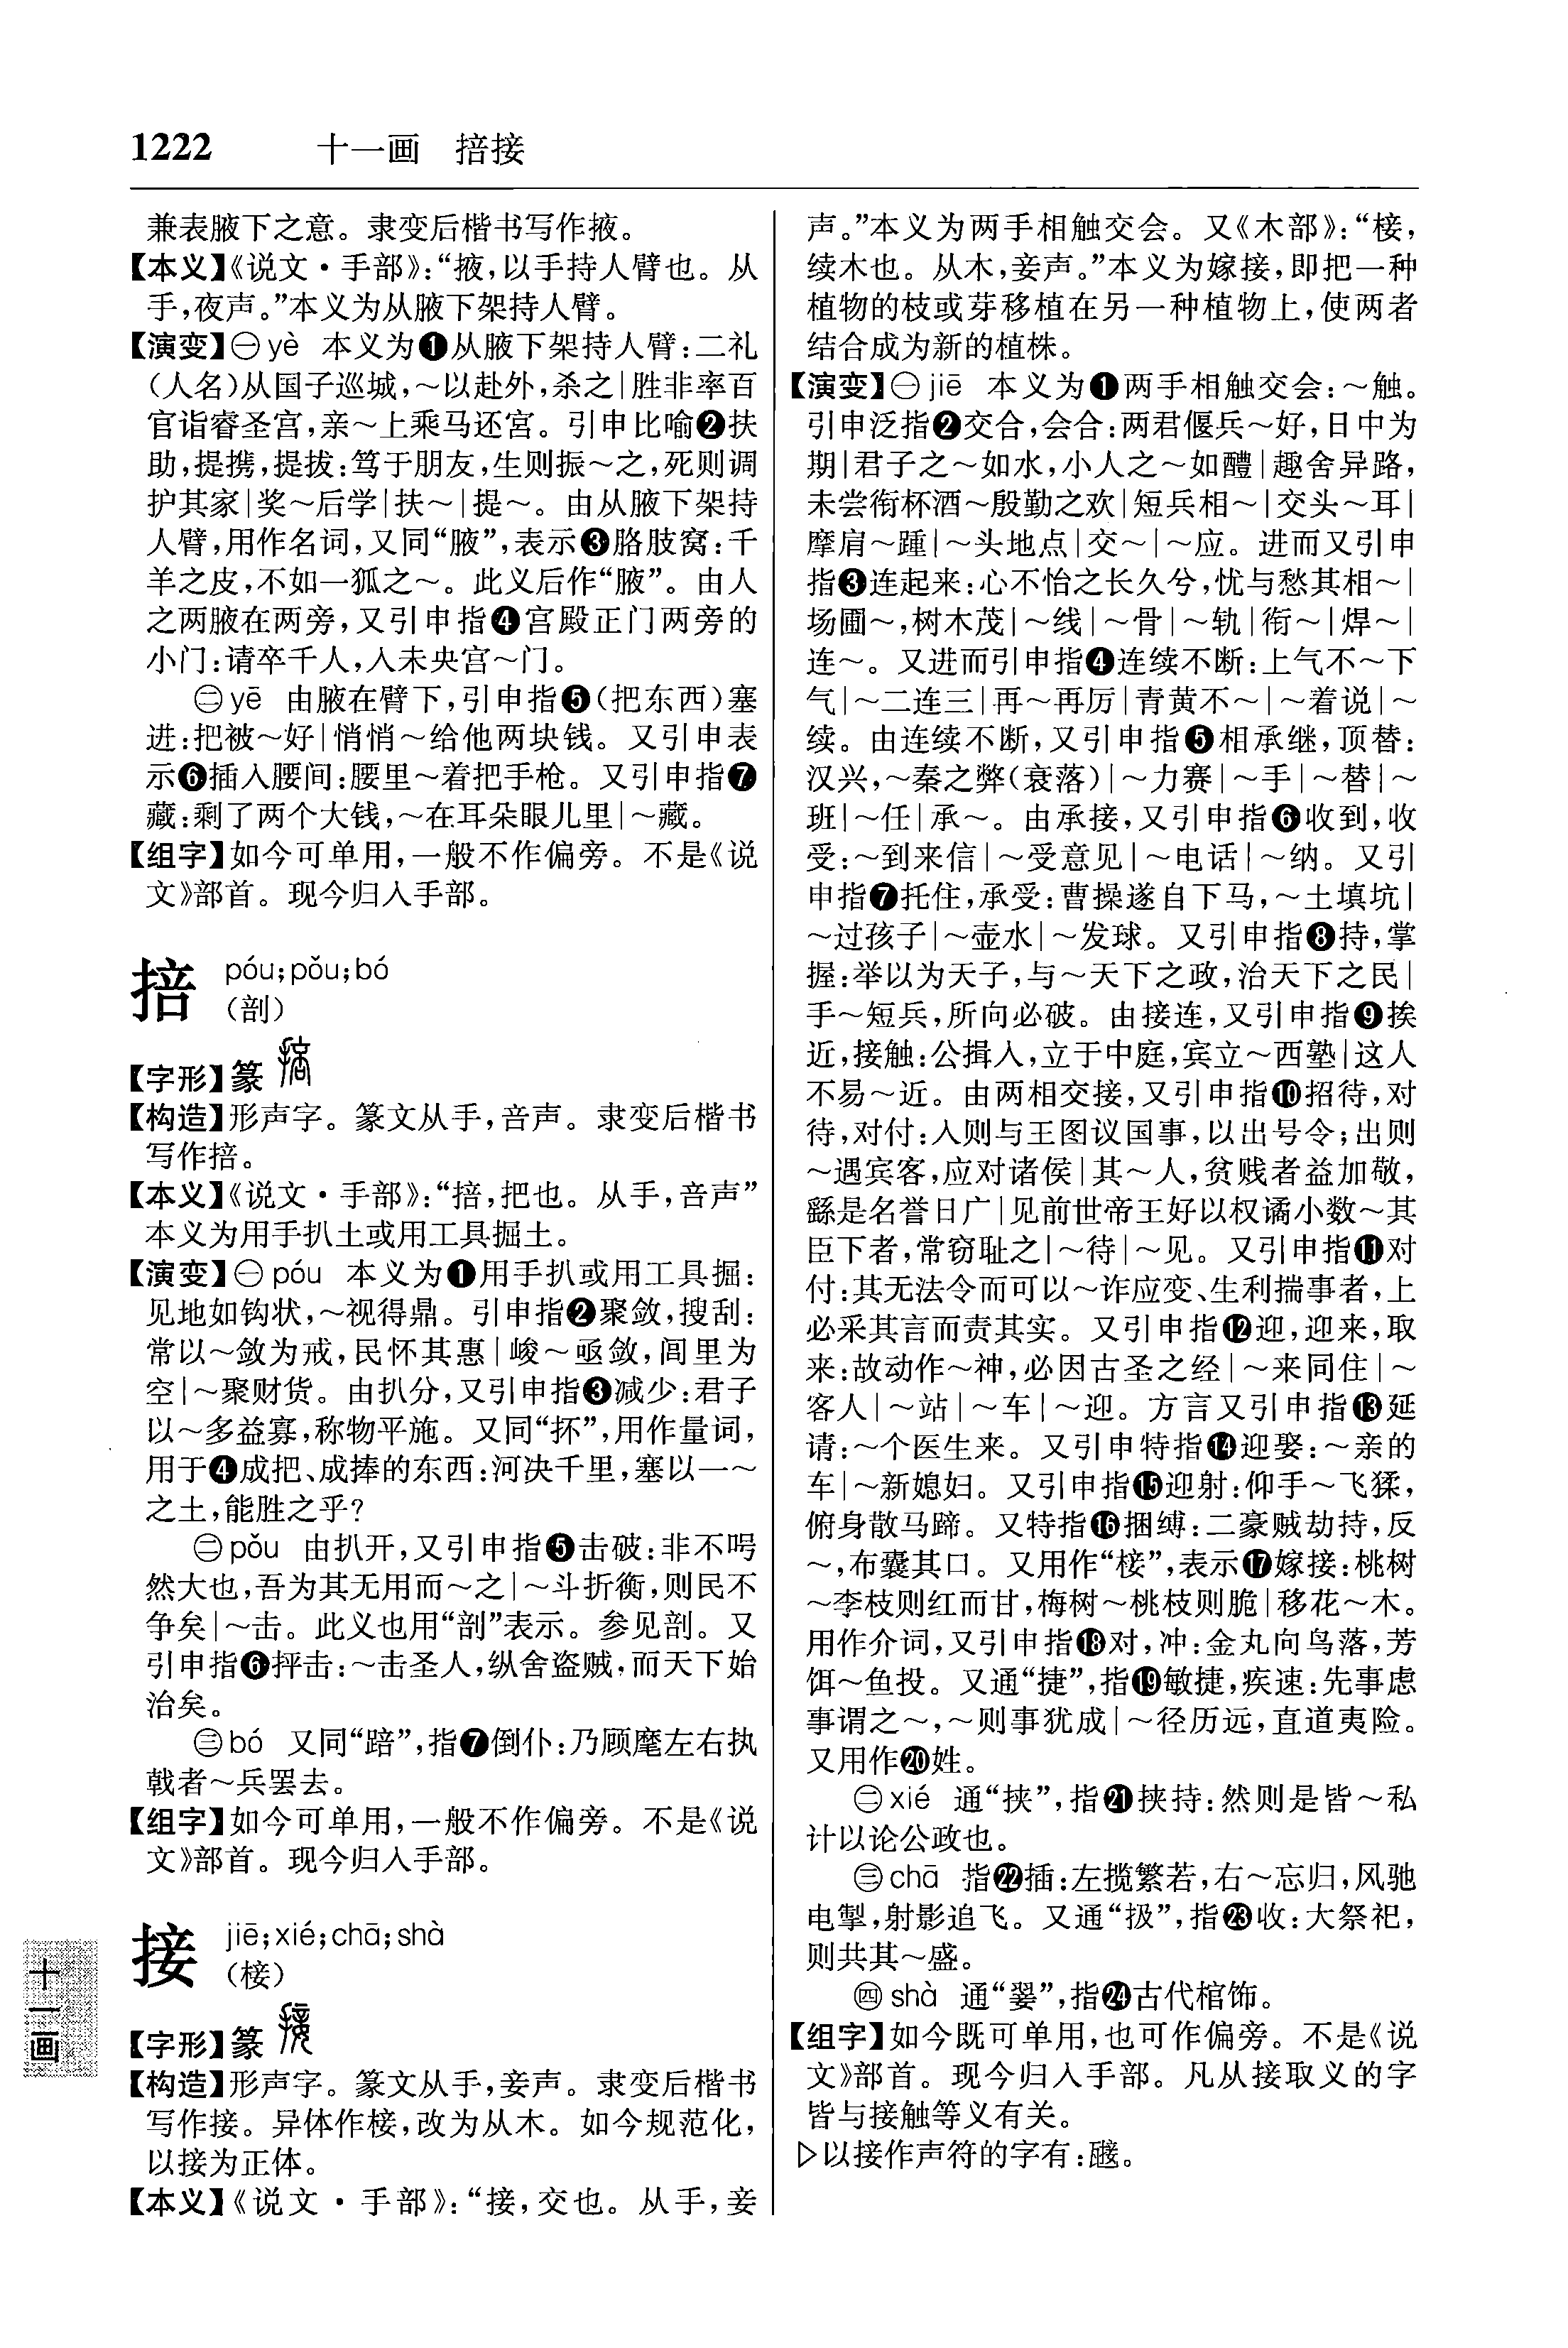 1222 十一画 掊接
兼表腋下之意。隶变后楷书写作掖。
【本义】《说文·手部》:“掖,以手持人臂也。从
手,夜声。”本义为从腋下架持人臂。
【演变】㊀yè 本义为❶从腋下架持人臂:二礼
(人名)从国子巡城,～以赴外,杀之|胜非率百
官诣睿圣宫,亲～上乘马还宫。引申比喻❷扶
助,提携,提拔:笃于朋友,生则振～之,死则调
护其家|奖～后学|扶～|提～。由从腋下架持
人臂,用作名词,又同“腋”,表示❸胳肢窝:千
羊之皮,不如一狐之～。此义后作“腋”。由人
之两腋在两旁,又引申指❹宫殿正门两旁的
小门:请卒千人,入未央宫～门。
㊁yē 由腋在臂下,引申指❺(把东西)塞
进:把被～好|悄悄～给他两块钱。又引申表
示❻插入腰间:腰里～着把手枪。又引申指❼
藏:剩了两个大钱,～在耳朵眼儿里|～藏。
【组字】如今可单用,一般不作偏旁。不是《说
文》部首。现今归入手部。
掊 póu;pǒu;bó
(剖)
【字形】篆
【构造】形声字。篆文从手,咅声。隶变后楷书
写作掊。
【本义】《说文·手部》:“掊,把也。从手,咅声”
本义为用手扒土或用工具掘土。
【演变】㊀póu 本义为❶用手扒或用工具掘:
见地如钩状,～视得鼎。引申指❷聚敛,搜刮:
常以～敛为戒,民怀其惠|峻～亟敛,闾里为
空|～聚财货。由扒分,又引申指❸减少:君子
以～多益寡,称物平施。又同“抔”,用作量词,
用于❹成把、成捧的东西:河决千里,塞以一～
之土,能胜之乎?
㊁pǒu 由扒开,又引申指❺击破:非不呺
然大也,吾为其无用而～之|～斗折衡,则民不
争矣|～击。此义也用“剖”表示。参见剖。又
引申指❻抨击:～击圣人,纵舍盗贼,而天下始
治矣。
㊂bó 又同“踣”,指❼倒仆:乃顾麾左右执
戟者～兵罢去。
【组字】如今可单用,一般不作偏旁。不是《说
文》部首。现今归入手部。
接 jiē;xié;chā;shà
(椄)
【字形】篆
【构造】形声字。篆文从手,妾声。隶变后楷书
写作接。异体作椄,改为从木。如今规范化,
以接为正体。
【本义】《说文·手部》:“接,交也。从手,妾
声。”本义为两手相触交会。又《木部》:“椄,
续木也。从木,妾声。”本义为嫁接,即把一种
植物的枝或芽移植在另一种植物上,使两者
结合成为新的植株。
【演变】㊀jiē 本义为❶两手相触交会:～触。
引申泛指❷交合,会合:两君偃兵～好,日中为
期|君子之～如水,小人之～如醴|趣舍异路,
未尝衔杯酒～殷勤之欢|短兵相～|交头～耳|
摩肩～踵|～头地点|交～|～应。进而又引申
指❸连起来:心不怡之长久兮,忧与愁其相～|
场圃～,树木茂|～线|～骨|～轨|衔～|焊～|
连～。又进而引申指❹连续不断:上气不～下
气|～二连三|再～再厉|青黄不～|～着说|～
续。由连续不断,又引申指❺相承继,顶替:
汉兴,～秦之弊(衰落)|～力赛|～手|～替|～
班|～任|承～。由承接,又引申指❻收到,收
受:～到来信|～受意见|～电话|～纳。又引
申指❼托住,承受:曹操遂自下马,～土填坑|
～过孩子|～壶水|～发球。又引申指❽持,掌
握:举以为天子,与～天下之政,治天下之民|
手～短兵,所向必破。由接连,又引申指❾挨
近,接触:公揖入,立于中庭,宾立～西塾|这人
不易～近。由两相交接,又引申指❿招待,对
待,对付:入则与王图议国事,以出号令;出则
～遇宾客,应对诸侯|其～人,贫贱者益加敬,
繇是名誉日广|见前世帝王好以权谲小数～其
臣下者,常窃耻之|～待|～见。又引申指⓫对
付:其无法令而可以～诈应变、生利揣事者,上
必采其言而责其实。又引申指⓬迎,迎来,取
来:故动作～神,必因古圣之经|～来同住|～
客人|～站|～车|～迎。方言又引申指⓭延
请:～个医生来。又引申特指⓮迎娶:～亲的
车|～新媳妇。又引申指⓯迎射:仰手～飞猱,
俯身散马蹄。又特指⓰捆缚:二豪贼劫持,反
～,布囊其口。又用作“椄”,表示⓱嫁接:桃树
～李枝则红而甘,梅树～桃枝则脆|移花～木。
用作介词,又引申指⓲对,冲:金丸向鸟落,芳
饵～鱼投。又通“捷”,指⓳敏捷,疾速:先事虑
事谓之～,～则事犹成|～径历远,直道夷险。
又用作⓴姓。
㊁xié 通“挟”,指㉑挟持:然则是皆～私
计以论公政也。
㊂chā 指㉒插:左揽繁若,右～忘归,风驰
电掣,射影追飞。又通“扱”,指㉓收:大祭祀,
则共其～盛。
㊃shà 通“翣”,指㉔古代棺饰。
【组字】如今既可单用,也可作偏旁。不是《说
文》部首。现今归入手部。凡从接取义的字
皆与接触等义有关。
▷以接作声符的字有:。
十一画